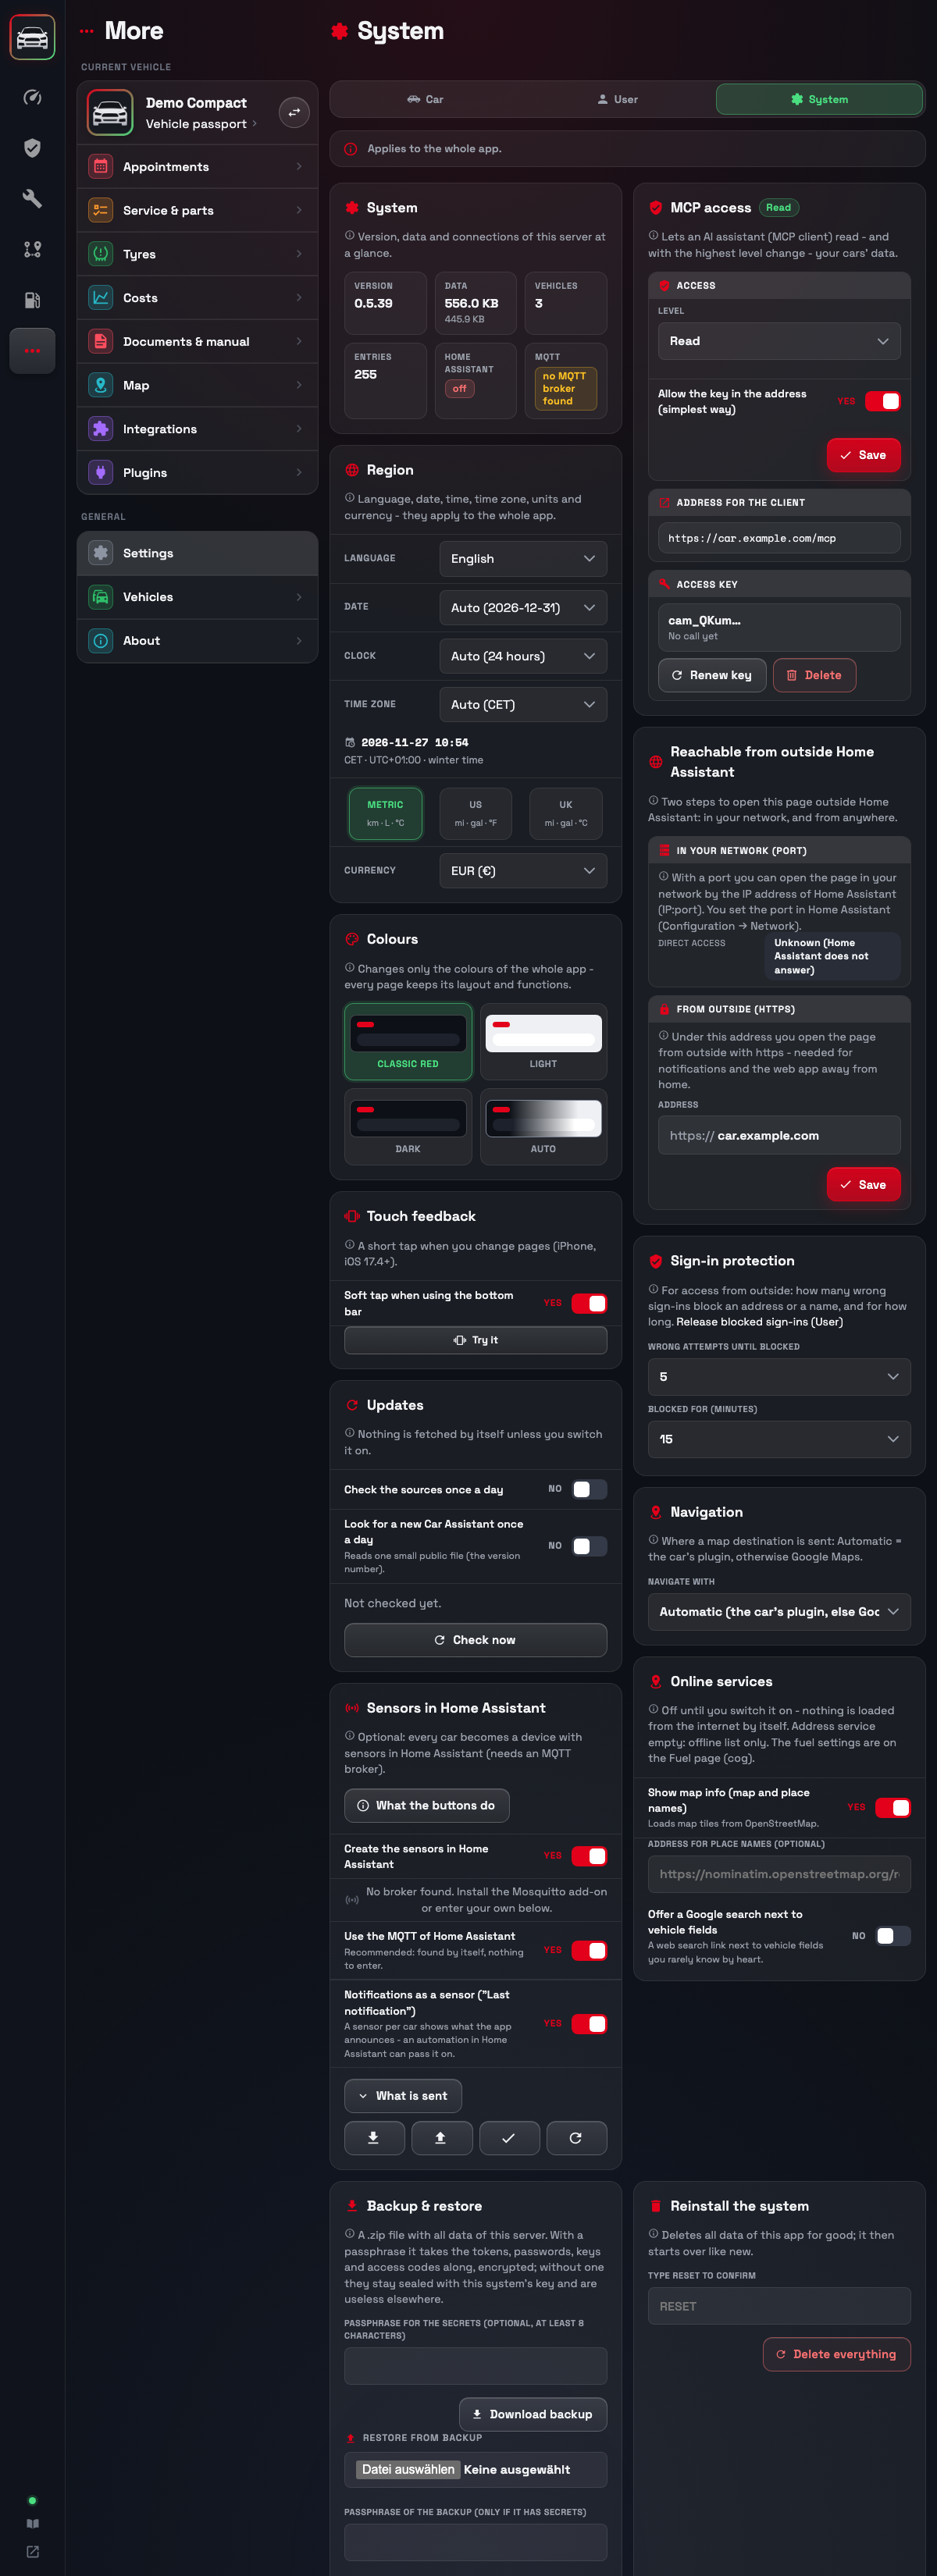 More
CURRENT VEHICLE
Demo Compact
Vehicle passport
Appointments
Service & parts
Tyres
Costs
Documents & manual
Map
Integrations
Plugins
GENERAL
Settings
Vehicles
About
System
Car
User
System
Applies to the whole app.
System
Version, data and connections of this server at
a glance.
VERSION
0.5.39
DATA
556.0 KB
445.9 KB
VEHICLES
3
ENTRIES
255
HOME
ASSISTANT
off
MQTT
no MQTT
broker
found
Region
Language, date, time, time zone, units and
currency - they apply to the whole app.
LANGUAGE
English
DATE
Auto (2026-12-31)
CLOCK
Auto (24 hours)
TIME ZONE
Auto (CET)
2026-11-27 10:54
CET · UTC+01:00 · winter time
METRIC
km · L · °C
US
mi · gal · °F
UK
mi · gal · °C
CURRENCY
EUR (€)
Colours
Changes only the colours of the whole app -
every page keeps its layout and functions.
CLASSIC RED
LIGHT
DARK
AUTO
Touch feedback
A short tap when you change pages (iPhone,
iOS 17.4+).
Soft tap when using the bottom
bar
YES
Try it
Updates
Nothing is fetched by itself unless you switch
it on.
Check the sources once a day
NO
Look for a new Car Assistant once
a day
Reads one small public file (the version
number).
NO
Not checked yet.
Check now
Sensors in Home Assistant
Optional: every car becomes a device with
sensors in Home Assistant (needs an MQTT
broker).
What the buttons do
Create the sensors in Home
Assistant
YES
No broker found. Install the Mosquitto add-on
or enter your own below.
Use the MQTT of Home Assistant
Recommended: found by itself, nothing
to enter.
YES
Notifications as a sensor ("Last
notification")
A sensor per car shows what the app
announces - an automation in Home
Assistant can pass it on.
YES
What is sent
Backup & restore
A .zip file with all data of this server. With a
passphrase it takes the tokens, passwords, keys
and access codes along, encrypted; without one
they stay sealed with this system's key and are
useless elsewhere.
PASSPHRASE FOR THE SECRETS (OPTIONAL, AT LEAST 8
CHARACTERS)
Download backup
RESTORE FROM BACKUP
Datei auswählen Keine ausgewählt
PASSPHRASE OF THE BACKUP (ONLY IF IT HAS SECRETS)
MCP access
Read
Lets an AI assistant (MCP client) read - and
with the highest level change - your cars' data.
ACCESS
LEVEL
Read
Allow the key in the address
(simplest way)
YES
Save
ADDRESS FOR THE CLIENT
https://car.example.com/mcp
ACCESS KEY
cam_QKum…
No call yet
Renew key
Delete
Reachable from outside Home
Assistant
Two steps to open this page outside Home
Assistant: in your network, and from anywhere.
IN YOUR NETWORK (PORT)
With a port you can open the page in your
network by the IP address of Home Assistant
(IP:port). You set the port in Home Assistant
(Configuration → Network).
DIRECT ACCESS
Unknown (Home
Assistant does not
answer)
FROM OUTSIDE (HTTPS)
Under this address you open the page
from outside with https - needed for
notifications and the web app away from
home.
ADDRESS
https:// car.example.com
Save
Sign-in protection
For access from outside: how many wrong
sign-ins block an address or a name, and for how
long. Release blocked sign-ins (User)
WRONG ATTEMPTS UNTIL BLOCKED
5
BLOCKED FOR (MINUTES)
15
Navigation
Where a map destination is sent: Automatic =
the car's plugin, otherwise Google Maps.
NAVIGATE WITH
Automatic (the car's plugin, else Goo
Online services
Off until you switch it on - nothing is loaded
from the internet by itself. Address service
empty: offline list only. The fuel settings are on
the Fuel page (cog).
Show map info (map and place
names)
Loads map tiles from OpenStreetMap.
YES
ADDRESS FOR PLACE NAMES (OPTIONAL)
https://nominatim.openstreetmap.org/r
Offer a Google search next to
vehicle fields
A web search link next to vehicle fields
you rarely know by heart.
NO
Reinstall the system
Deletes all data of this app for good; it then
starts over like new.
TYPE RESET TO CONFIRM
RESET
Delete everything